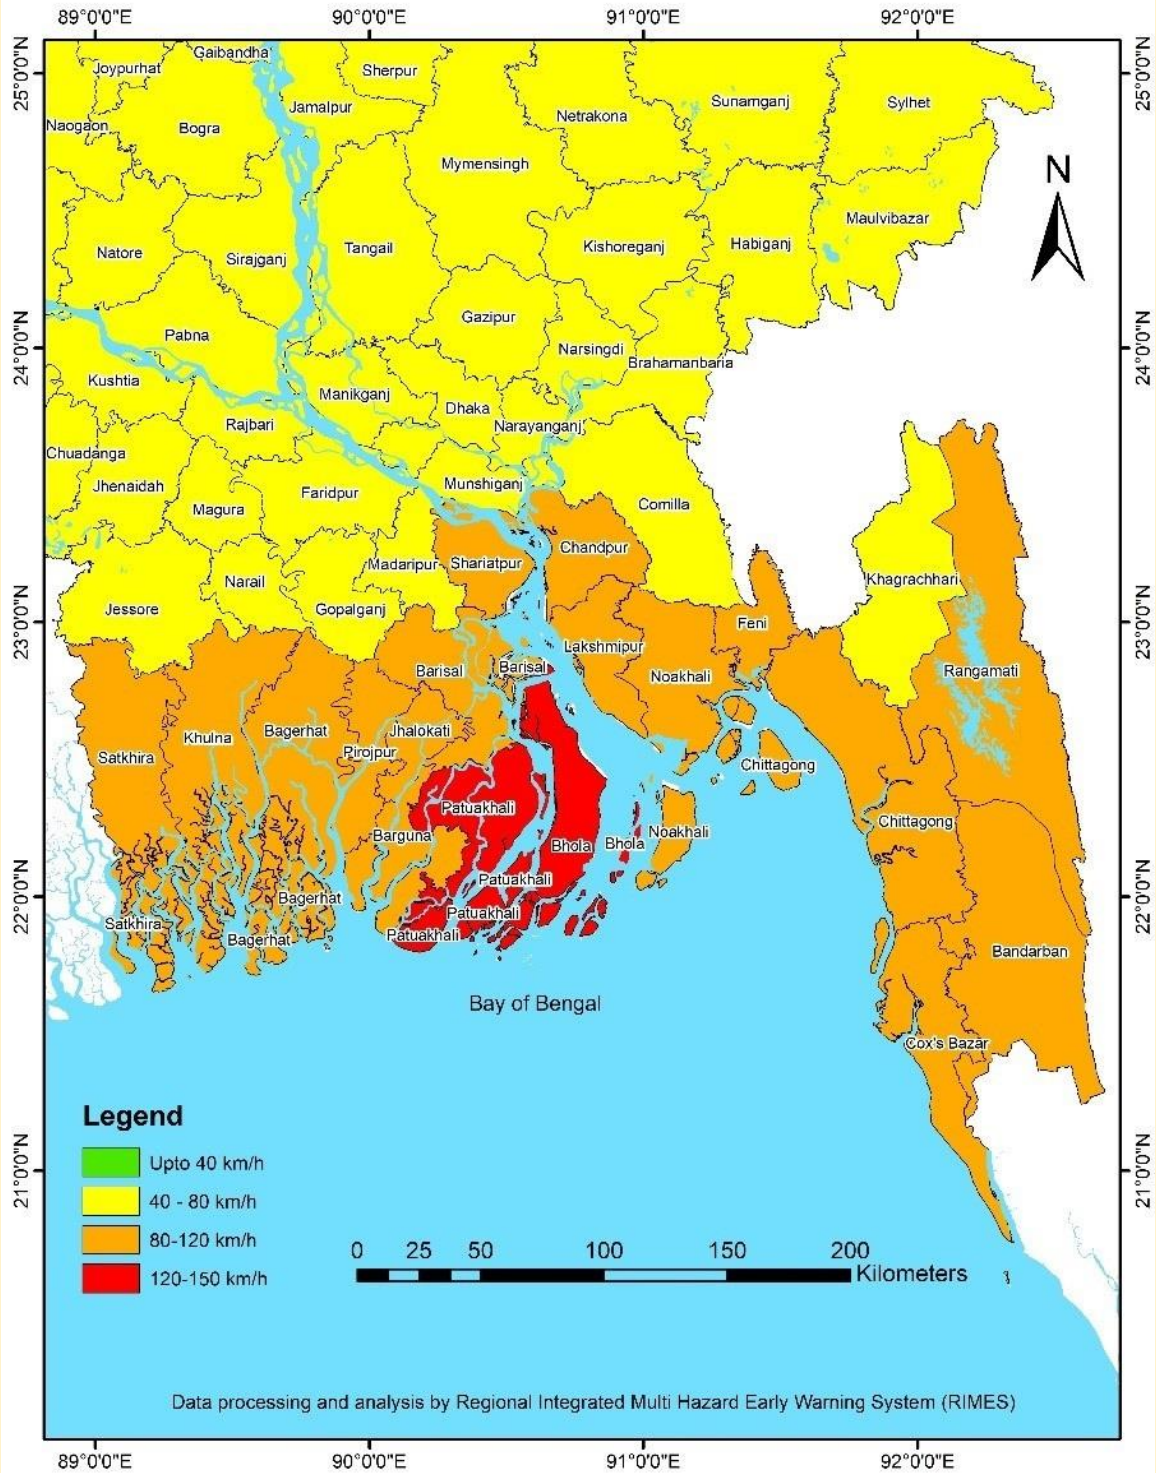 89°0'0"E 90°0'0"E 91°0'0"E 92°0'0"E
25°0'0"N
24°0'0"N
23°0'0"N
22°0'0"N
21°0'0"N
25°0'0"N
24°0'0"N
23°0'0"N
22°0'0"N
21°0'0"N
N
Gaibandha
Joypurhat
Sherpur
Jamalpur
Sunamganj
Sylhet
Netrakona
Naogaon
Bogra
Mymensingh
Maulvibazar
Natore
Sirajganj
Tangail
Kishoreganj
Habiganj
Gazipur
Pabna
Narsingdi
Brahamanbaria
Kushtia
Manikganj
Dhaka
Rajbari
Narayanganj
Chuadanga
Jhenaidah
Munshiganj
Faridpur
Magura
Comilla
Chandpur
Shariatpur
Madaripur
Narail
Khagrachhari
Jessore
Gopalganj
Feni
Lakshmipur
Barisal
Barisal
Noakhali
Rangamati
Khulna
Bagerhat
Jhalokati
Satkhira
Pirojpur
Chittagong
Patuakhali
Chittagong
Barguna
Bhola
Bhola
Noakhali
Patuakhali
Bagerhat
Patuakhali
Satkhira
Bagerhat
Patuakhali
Bandarban
Bay of Bengal
Cox's Bazar
Legend
Upto 40 km/h
40 - 80 km/h
80-120 km/h
120-150 km/h
0 25 50 100 150 200
Kilometers
Data processing and analysis by Regional Integrated Multi Hazard Early Warning System (RIMES)
89°0'0"E 90°0'0"E 91°0'0"E 92°0'0"E